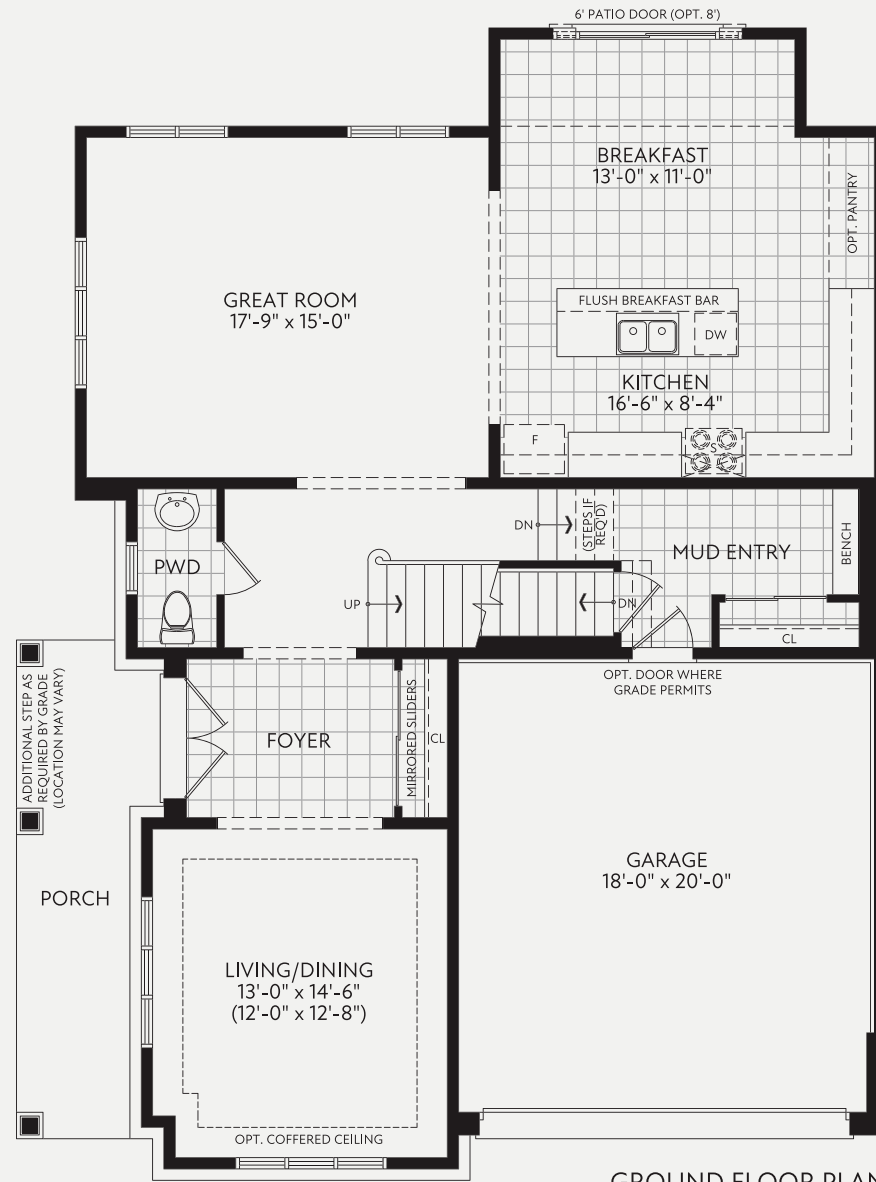 6' PATIO DOOR (OPT. 8')
BREAKFAST
13'-0" x 11'-0"
OPT. PANTRY
GREAT ROOM
17'-9" x 15'-0"
FLUSH BREAKFAST BAR
DW
KITCHEN
16'-6" x 8'-4"
F
S
DN
(STEPS IF
REQ'D)
MUD ENTRY
BENCH
PWD
UP
DN
CL
OPT. DOOR WHERE
GRADE PERMITS
ADDITIONAL STEP AS
REQUIRED BY GRADE
(LOCATION MAY VARY)
FOYER
MIRRORED SLIDERS
CL
PORCH
GARAGE
18'-0" x 20'-0"
LIVING/DINING
13'-0" x 14'-6"
(12'-0" x 12'-8")
OPT. COFFERED CEILING
GROUND FLOOR PLAN